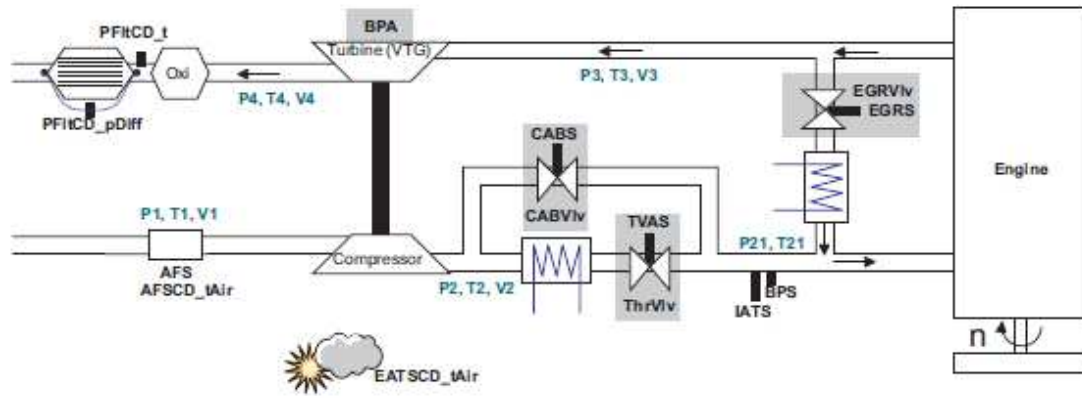 PFltCD_t
BPA
Turbine (VTG)
Oxi
P3, T3, V3
P4, T4, V4
EGRVlv
EGRS
PFltCD_pDiff
CABS
Engine
P1, T1, V1
CABVlv
TVAS
P21, T21
Compressor
AFS
AFSCD_tAir
P2, T2, V2
BPS
ThrVlv
IATS
n
EATSCD_tAir